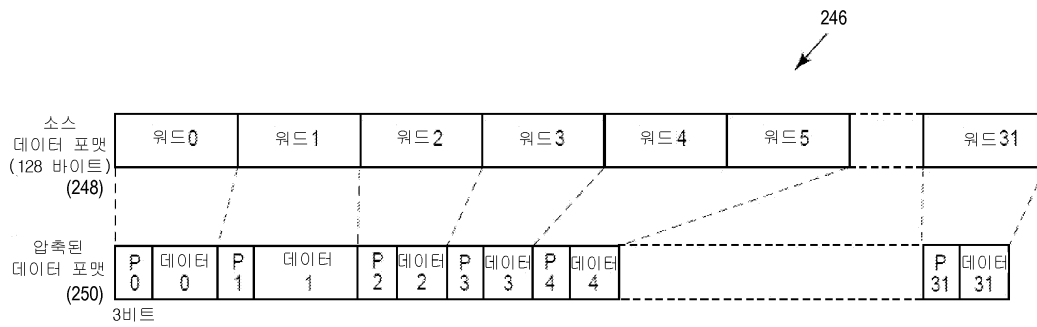 246
소스
데이터 포맷
(128 바이트)
(248)
워드0 워드1 워드2 워드3 워드4 워드5 워드31
압축된
데이터 포맷
(250)
P 데이터 P 데이터 P 데이터 P 데이터 P 데이터 P 데이터
0 0 1 1 2 2 3 3 4 4 31 31
3비트